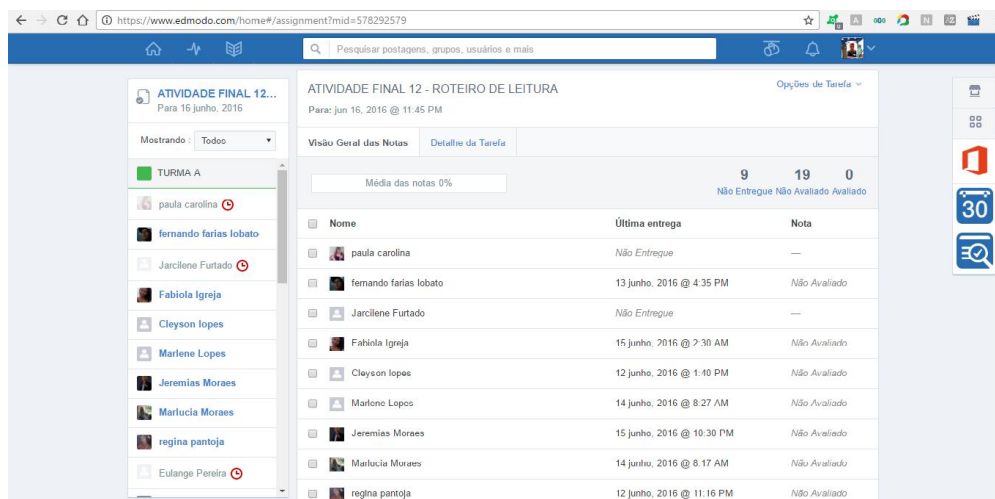 https://www.edmodo.com/home#/assignment?mid=578292579
Pesquisar postagens, grupos, usuários e mais
ATIVIDADE FINAL 12...
Para 16 junho, 2016
Mostrando : Todos
TURMA A
paula carolina
fernando farias lobato
Jarcilene Furtado
Fabiola Igreja
Cleyson lopes
Marlene Lopes
Jeremias Moraes
Marlucia Moraes
regina pantoja
Eulange Pereira
ATIVIDADE FINAL 12 - ROTEIRO DE LEITURA
Opções de Tarefa
Para: jun 16, 2016 @ 11:45 PM
Visão Geral das Notas Detalhe da Tarefa
Média das notas 0%
9 19 0
Não Entregue Não Avaliado Avaliado
Nome Última entrega Nota
paula carolina Não Entregue —
fernando farias lobato 13 junho, 2016 @ 4:35 PM Não Avaliado
Jarcilene Furtado Não Entregue —
Fabiola Igreja 15 junho, 2016 @ 2:30 AM Não Avaliado
Cleyson lopes 12 junho, 2016 @ 1:40 PM Não Avaliado
Marlene Lopes 14 junho, 2016 @ 8:27 AM Não Avaliado
Jeremias Moraes 15 junho, 2016 @ 10:30 PM Não Avaliado
Marlucia Moraes 14 junho, 2016 @ 8:17 AM Não Avaliado
regina pantoja 12 junho, 2016 @ 11:16 PM Não Avaliado
30